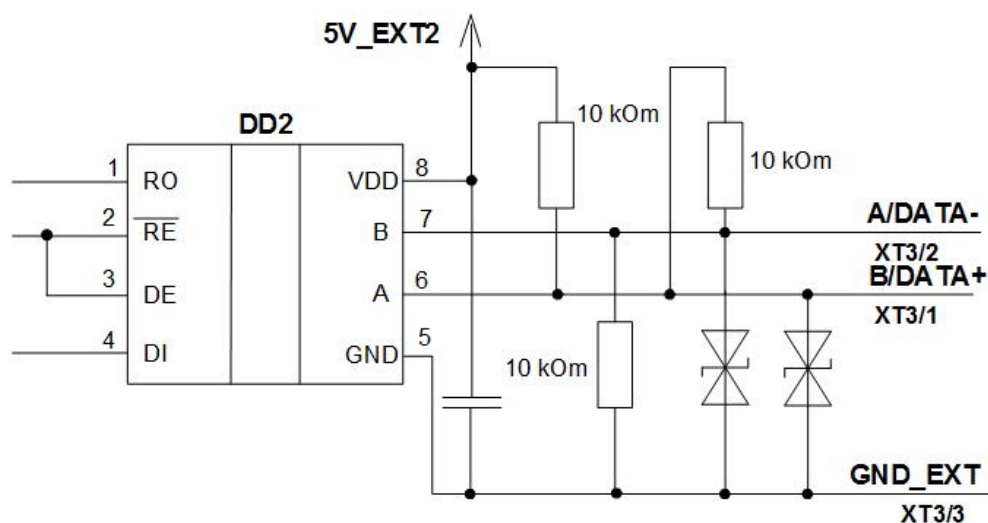 5V_EXT2
10 kOm
10 kOm
DD2
1 RO VDD 8
2 RE B 7
A/DATA-
XT3/2
3 DE A 6
B/DATA+
XT3/1
4 DI GND 5
10 kOm
GND_EXT
XT3/3